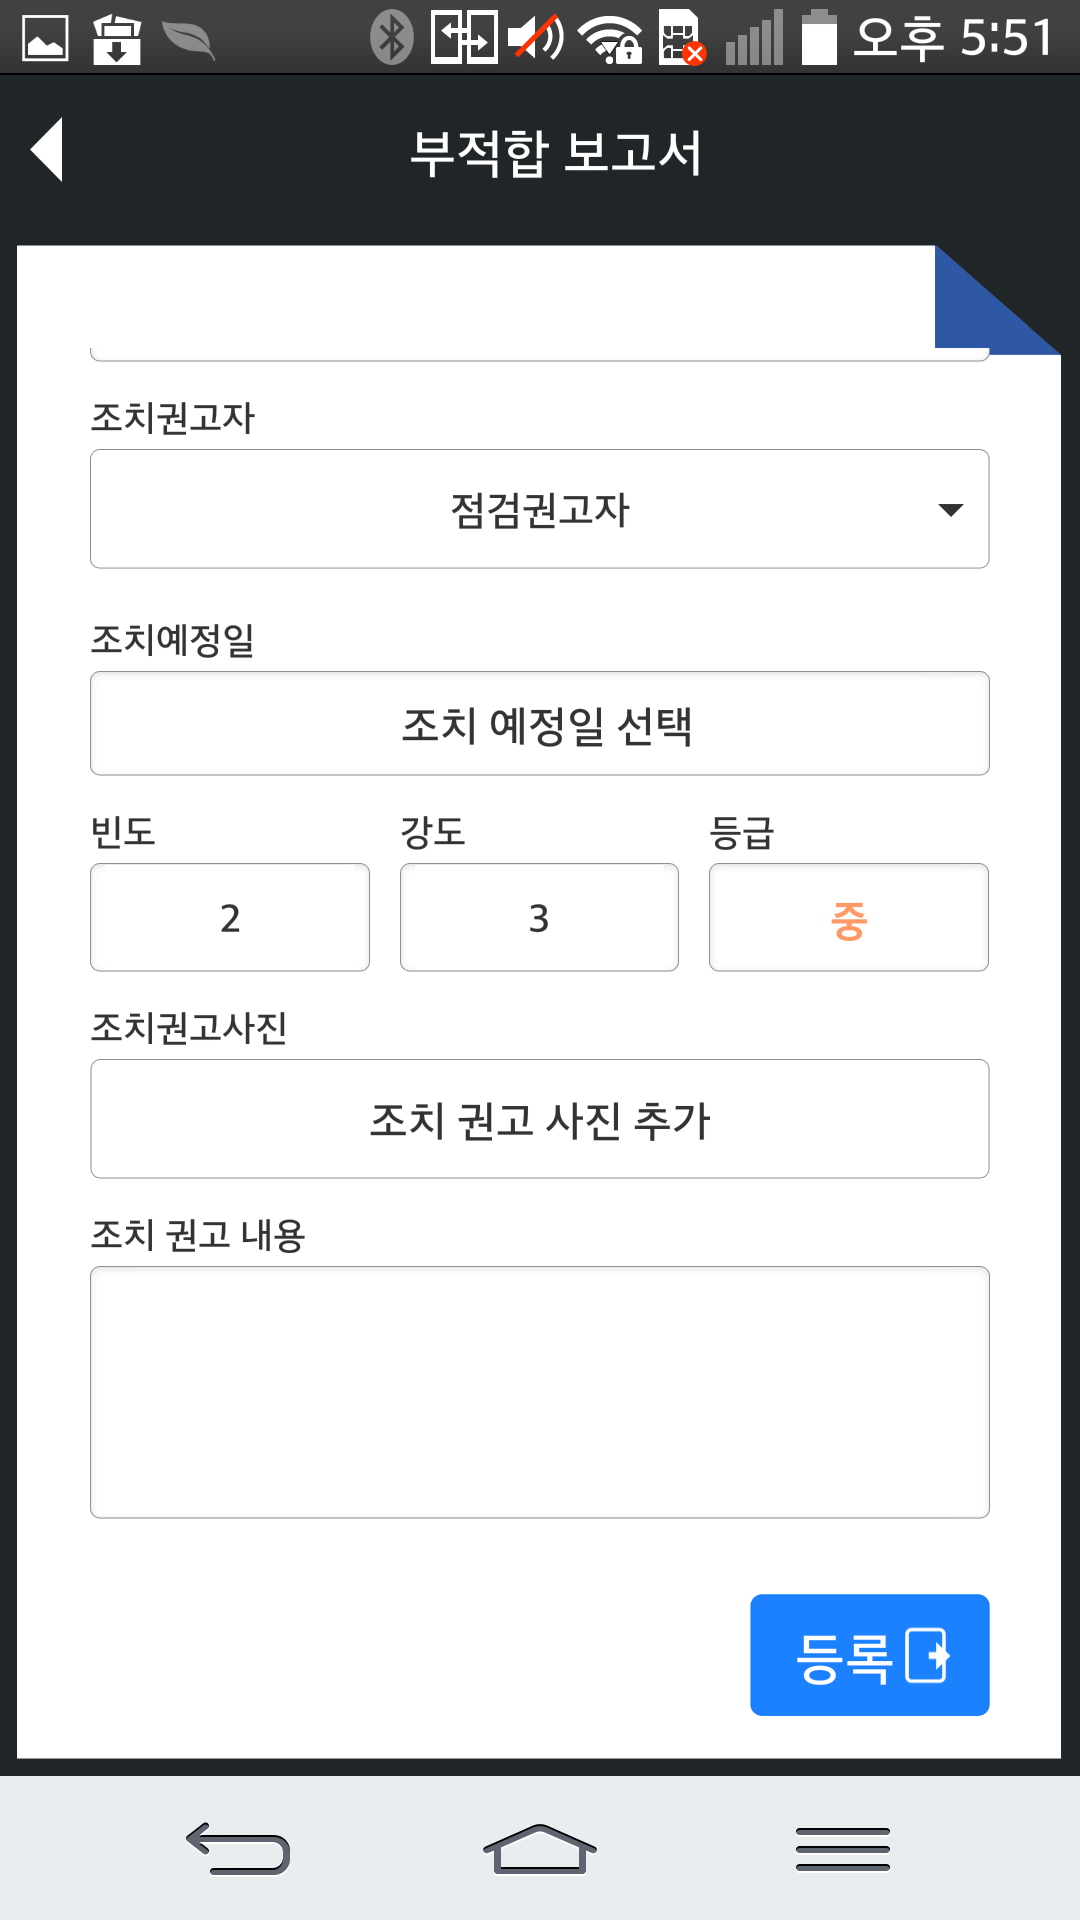 오후 5:51
부적합 보고서
조치권고자
점검권고자
조치예정일
조치 예정일 선택
빈도 강도 등급
2 3 중
조치권고사진
조치 권고 사진 추가
조치 권고 내용
등록